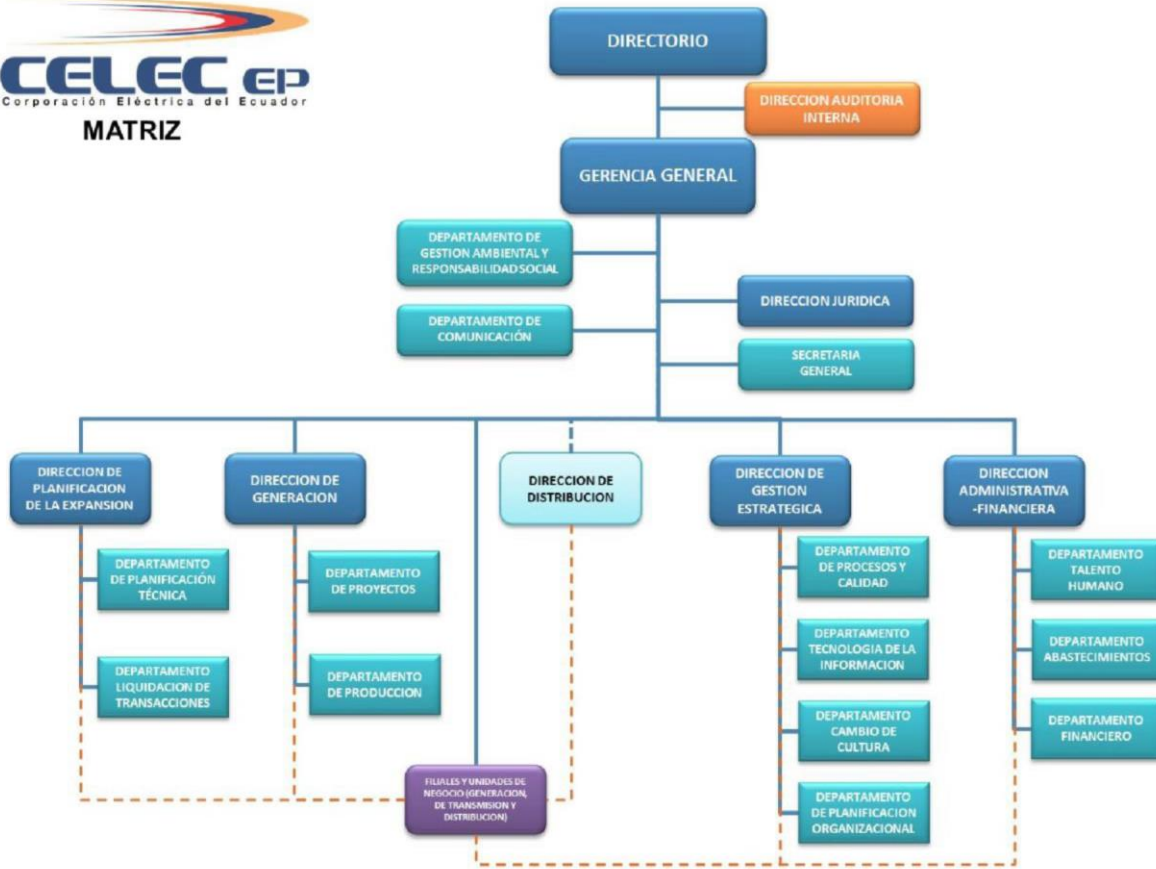 CELEC EP
Corporación Eléctrica del Ecuador
MATRIZ
DIRECTORIO
DIRECCION AUDITORIA
INTERNA
GERENCIA GENERAL
DEPARTAMENTO DE
GESTION AMBIENTAL Y
RESPONSABILIDAD SOCIAL
DIRECCION JURIDICA
DEPARTAMENTO DE
COMUNICACIÓN
SECRETARIA
GENERAL
DIRECCION DE
PLANIFICACION
DE LA EXPANSION
DIRECCION DE
GENERACION
DIRECCION DE
DISTRIBUCION
DIRECCION DE
GESTION
ESTRATEGICA
DIRECCION
ADMINISTRATIVA
-FINANCIERA
DEPARTAMENTO
DE PLANIFICACIÓN
TÉCNICA
DEPARTAMENTO
LIQUIDACION DE
TRANSACCIONES
DEPARTAMENTO
DE PROYECTOS
DEPARTAMENTO
DE PRODUCCION
DEPARTAMENTO
DE PROCESOS Y
CALIDAD
DEPARTAMENTO
TECNOLOGIA DE LA
INFORMACION
DEPARTAMENTO
CAMBIO DE
CULTURA
DEPARTAMENTO
DE PLANIFICACION
ORGANIZACIONAL
DEPARTAMENTO
TALENTO
HUMANO
DEPARTAMENTO
ABASTECIMIENTOS
DEPARTAMENTO
FINANCIERO
FILIALES Y UNIDADES DE
NEGOCIO (GENERACION,
DE TRANSMISION Y
DISTRIBUCION)